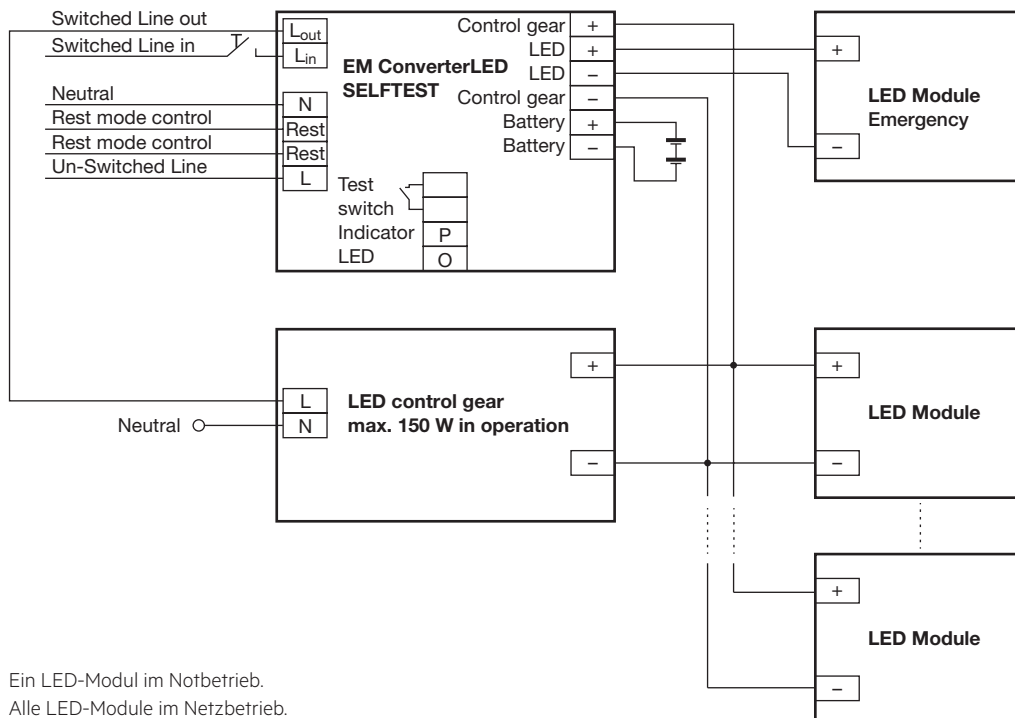 Switched Line out
Switched Line in
Neutral
Rest mode control
Rest mode control
Un-Switched Line
Lout
Lin
N
Rest
Rest
L
EM ConverterLED
SELFTEST
Test
switch
Indicator P
LED O
Control gear +
LED +
LED –
Control gear –
Battery +
Battery –
+
–
LED Module
Emergency
Neutral
L
N
LED control gear
max. 150 W in operation
+
–
+
–
LED Module
+
–
LED Module
Ein LED-Modul im Notbetrieb.
Alle LED-Module im Netzbetrieb.